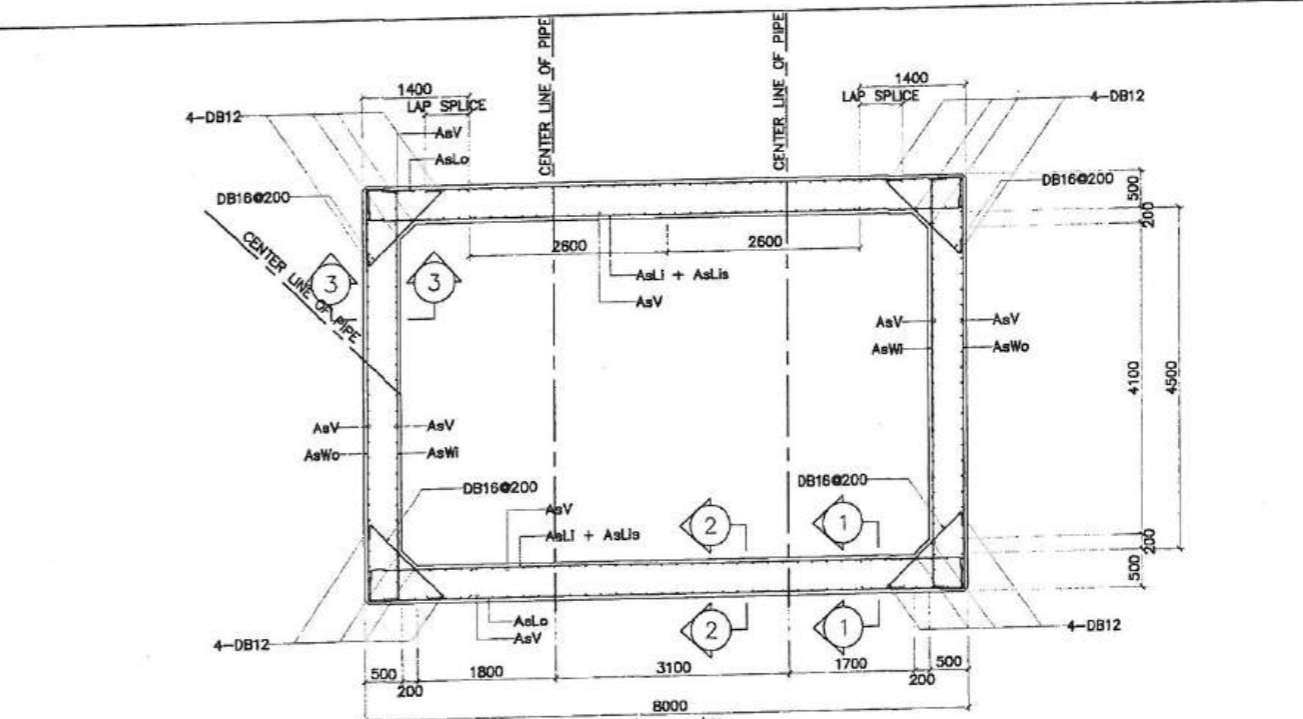 CENTER LINE OF PIPE
CENTER LINE OF PIPE
1400
LAP SPLICE
1400
LAP SPLICE
4-DB12
AsV
AsLo
4-DB12
DB16@200
DB16@200
500
200
CENTER LINE OF PIPE
2600
2600
3
3
AsLi + AsLis
AsV
AsV
AsV
AsWi
AsWo
4100
4500
AsV
AsV
AsWo
AsWi
DB16@200
DB16@200
AsV
AsLi + AsLis
2
1
200
500
AsLo
AsV
2
1
4-DB12
4-DB12
500
1800
3100
1700
500
200
200
8000